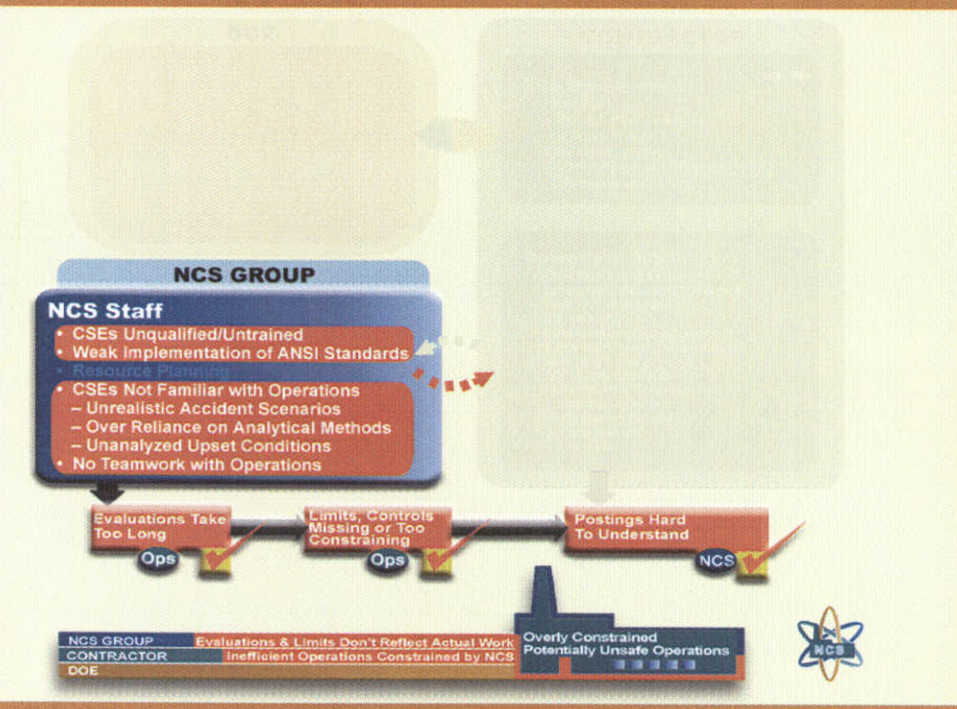 DOE
CONTRACTOR
NCS GROUP
NCS Staff
• CSEs Unqualified/Untrained
• Weak Implementation of ANSI Standards
• Resource Planning
• CSEs Not Familiar with Operations
– Unrealistic Accident Scenarios
– Over Reliance on Analytical Methods
– Unanalyzed Upset Conditions
• No Teamwork with Operations
Evaluations Take
Too Long
Ops
Limits, Controls
Missing or Too
Constraining
Ops
Postings Hard
To Understand
NCS
NCS GROUP
Evaluations & Limits Don't Reflect Actual Work
CONTRACTOR
Inefficient Operations Constrained by NCS
DOE
Overly Constrained
Potentially Unsafe Operations
NCS